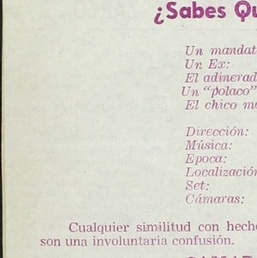 ¿Sabes Qu
Un mandat
Un Ex:
El adinerad
Un "polaco"
El chico m
Dirección:
Música:
Epoca:
Localización
Set:
Cámaras:
Cualquier similitud con hech
son una involuntaria confusión.